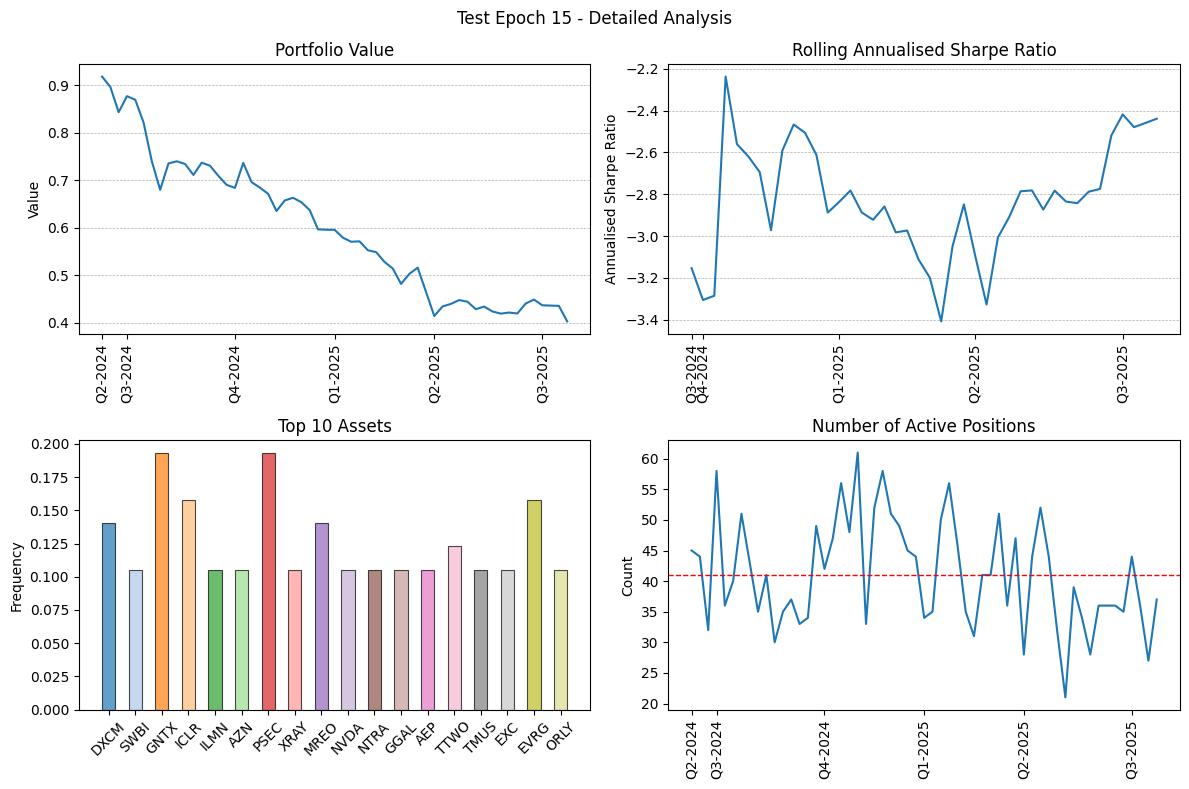 Test Epoch 15 - Detailed Analysis
Portfolio Value
Value
0.9
0.8
0.7
0.6
0.5
0.4
Q2-2024
Q3-2024
Q4-2024
Q1-2025
Q2-2025
Q3-2025
Rolling Annualised Sharpe Ratio
Annualised Sharpe Ratio
−2.2
−2.4
−2.6
−2.8
−3.0
−3.2
−3.4
Q3-2024
Q4-2024
Q1-2025
Q2-2025
Q3-2025
Top 10 Assets
Frequency
0.200
0.175
0.150
0.125
0.100
0.075
0.050
0.025
0.000
DXCM
SWBI
GNTX
ICLR
ILMN
AZN
PSEC
XRAY
MREO
NVDA
NTRA
GGAL
AEP
TTWO
TMUS
EXC
EVRG
ORLY
Number of Active Positions
Count
60
55
50
45
40
35
30
25
20
Q2-2024
Q3-2024
Q4-2024
Q1-2025
Q2-2025
Q3-2025